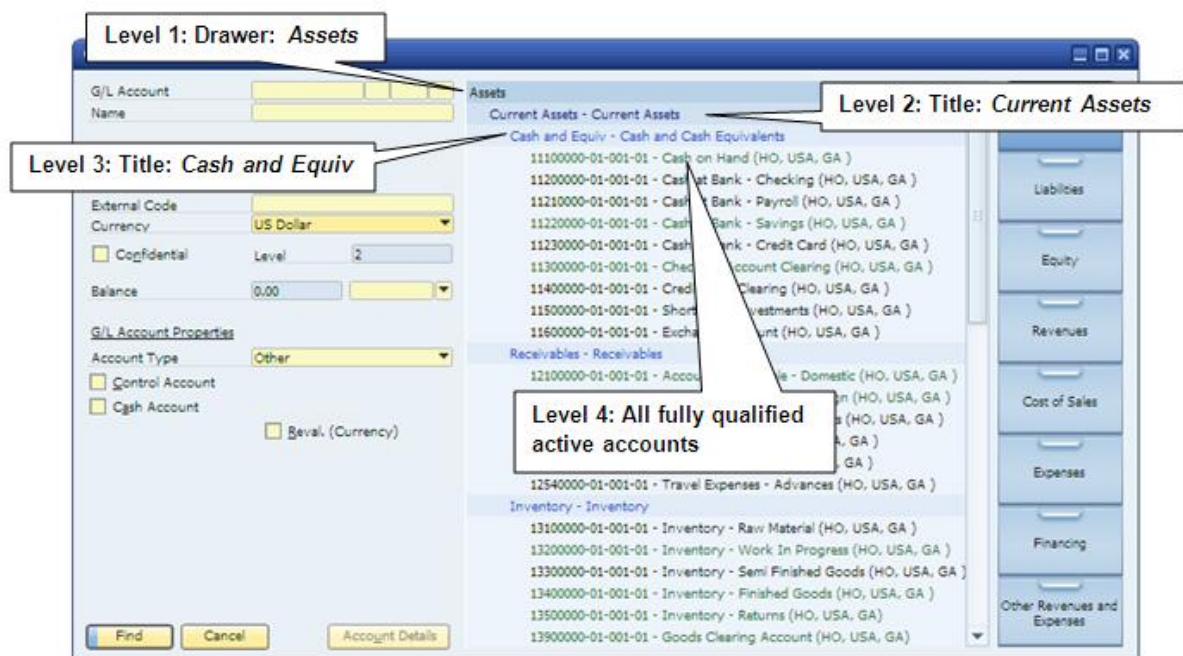 Level 1: Drawer: Assets
G/L Account
Name
Assets
Current Assets - Current Assets
Level 2: Title: Current Assets
Cash and Equiv - Cash and Cash Equivalents
Level 3: Title: Cash and Equiv
11100000-01-001-01 - Cash on Hand (HO, USA, GA )
11200000-01-001-01 - Cash at Bank - Checking (HO, USA, GA )
11210000-01-001-01 - Cash at Bank - Payroll (HO, USA, GA )
11220000-01-001-01 - Cash Bank - Savings (HO, USA, GA )
11230000-01-001-01 - Cash nk - Credit Card (HO, USA, GA )
11300000-01-001-01 - Chec ccount Clearing (HO, USA, GA )
11400000-01-001-01 - Credi Clearing (HO, USA, GA )
11500000-01-001-01 - Short vestments (HO, USA, GA )
11600000-01-001-01 - Excha unt (HO, USA, GA )
Receivables - Receivables
12100000-01-001-01 - Accou le - Domestic (HO, USA, GA )
gn (HO, USA, GA )
s (HO, USA, GA )
, GA )
GA )
12540000-01-001-01 - Travel Expenses - Advances (HO, USA, GA )
Level 4: All fully qualified
active accounts
Inventory - Inventory
13100000-01-001-01 - Inventory - Raw Material (HO, USA, GA )
13200000-01-001-01 - Inventory - Work In Progress (HO, USA, GA )
13300000-01-001-01 - Inventory - Semi Finished Goods (HO, USA, GA )
13400000-01-001-01 - Inventory - Finished Goods (HO, USA, GA )
13500000-01-001-01 - Inventory - Returns (HO, USA, GA)
13900000-01-001-01 - Goods Clearing Account (HO, USA, GA)
External Code
Currency US Dollar
Confidential Level 2
Balance 0.00
G/L Account Properties
Account Type Other
Control Account
Cash Account
Reval. (Currency)
Find Cancel Account Details
Liabilities
Equity
Revenues
Cost of Sales
Expenses
Financing
Other Revenues and
Expenses